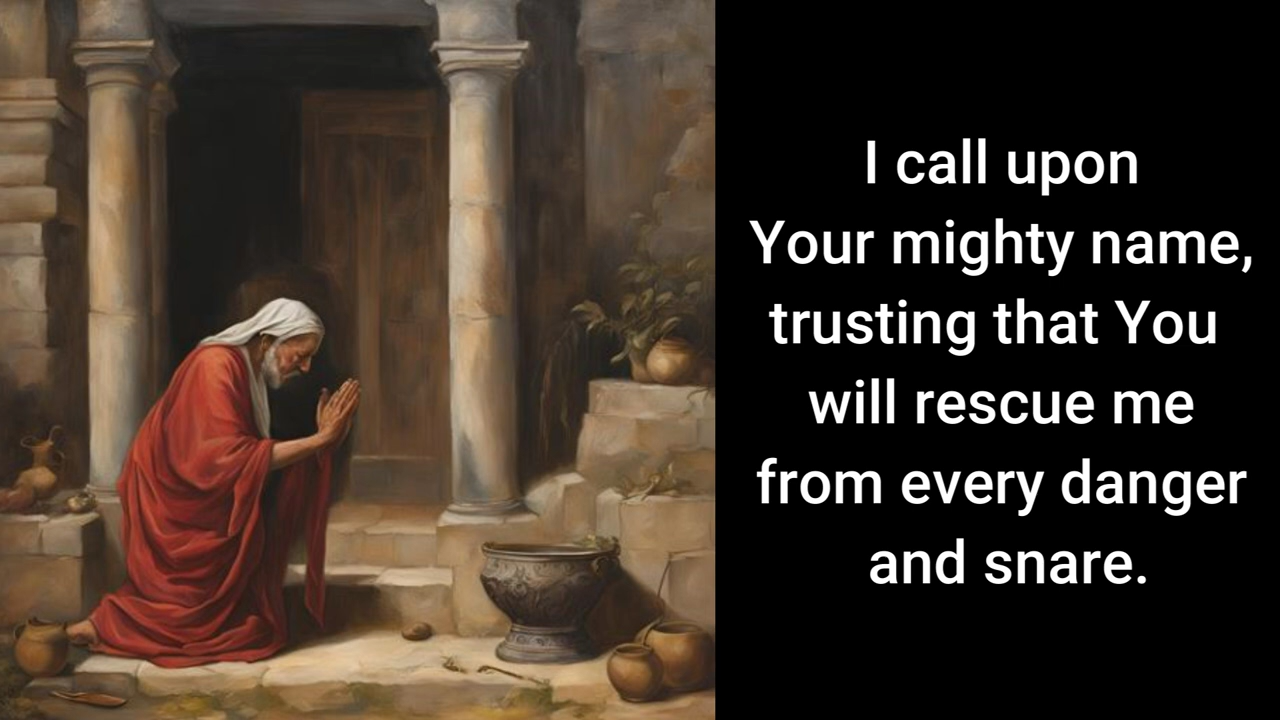 I call upon
Your mighty name,
trusting that You
will rescue me
from every danger
and snare.